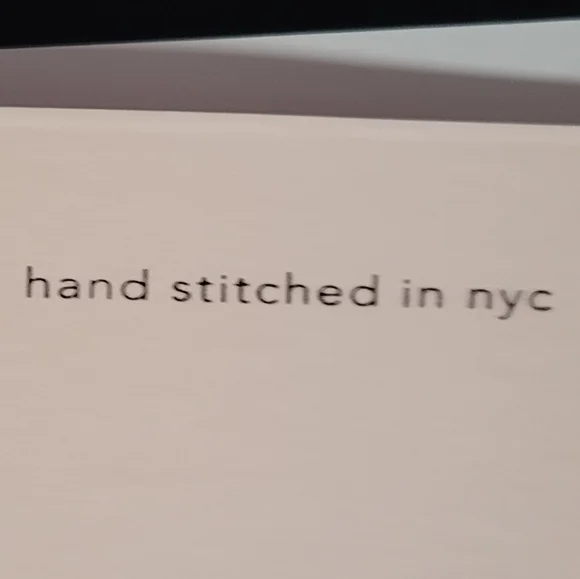 hand stitched in nyc